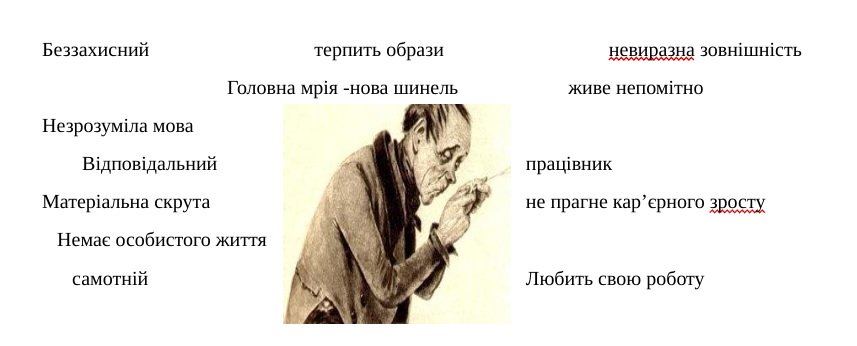 Беззахисний терпить образи невиразна зовнішність
Головна мрія -нова шинель живе непомітно
Незрозуміла мова
Відповідальний працівник
Матеріальна скрута не прагне кар’єрного зросту
Немає особистого життя
самотній Любить свою роботу